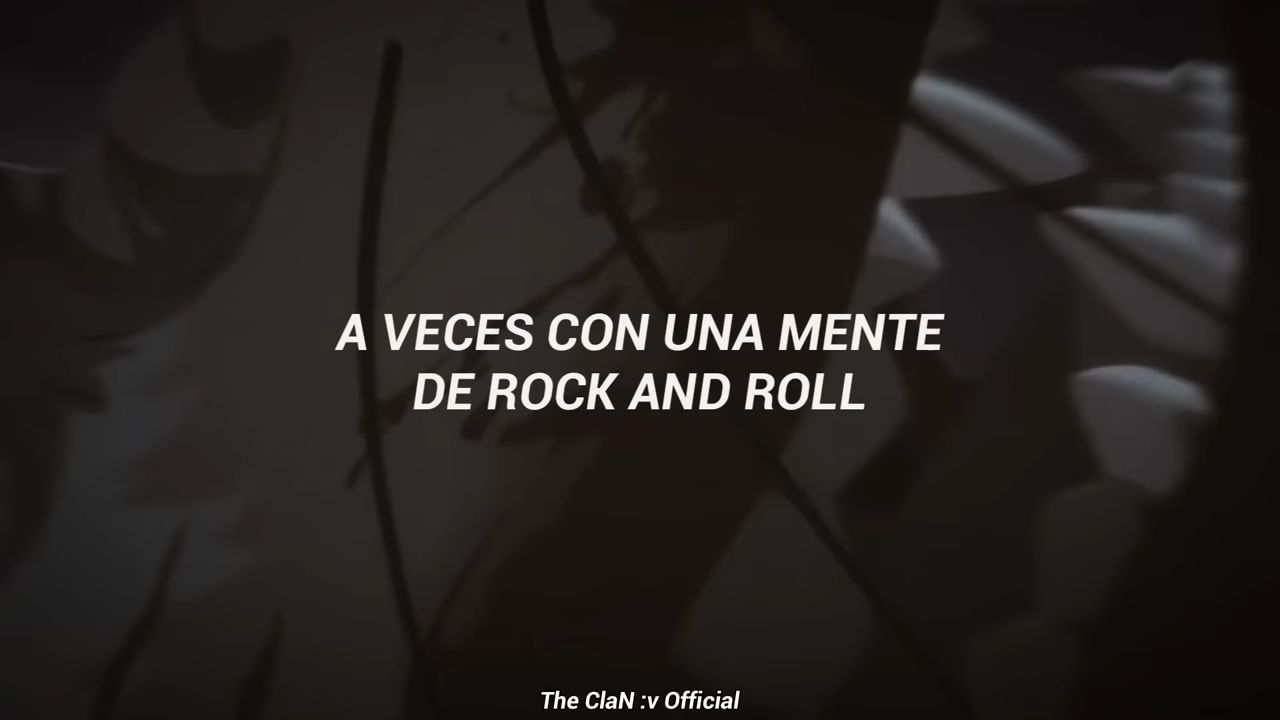 A VECES CON UNA MENTE
DE ROCK AND ROLL
The ClaN :v Official